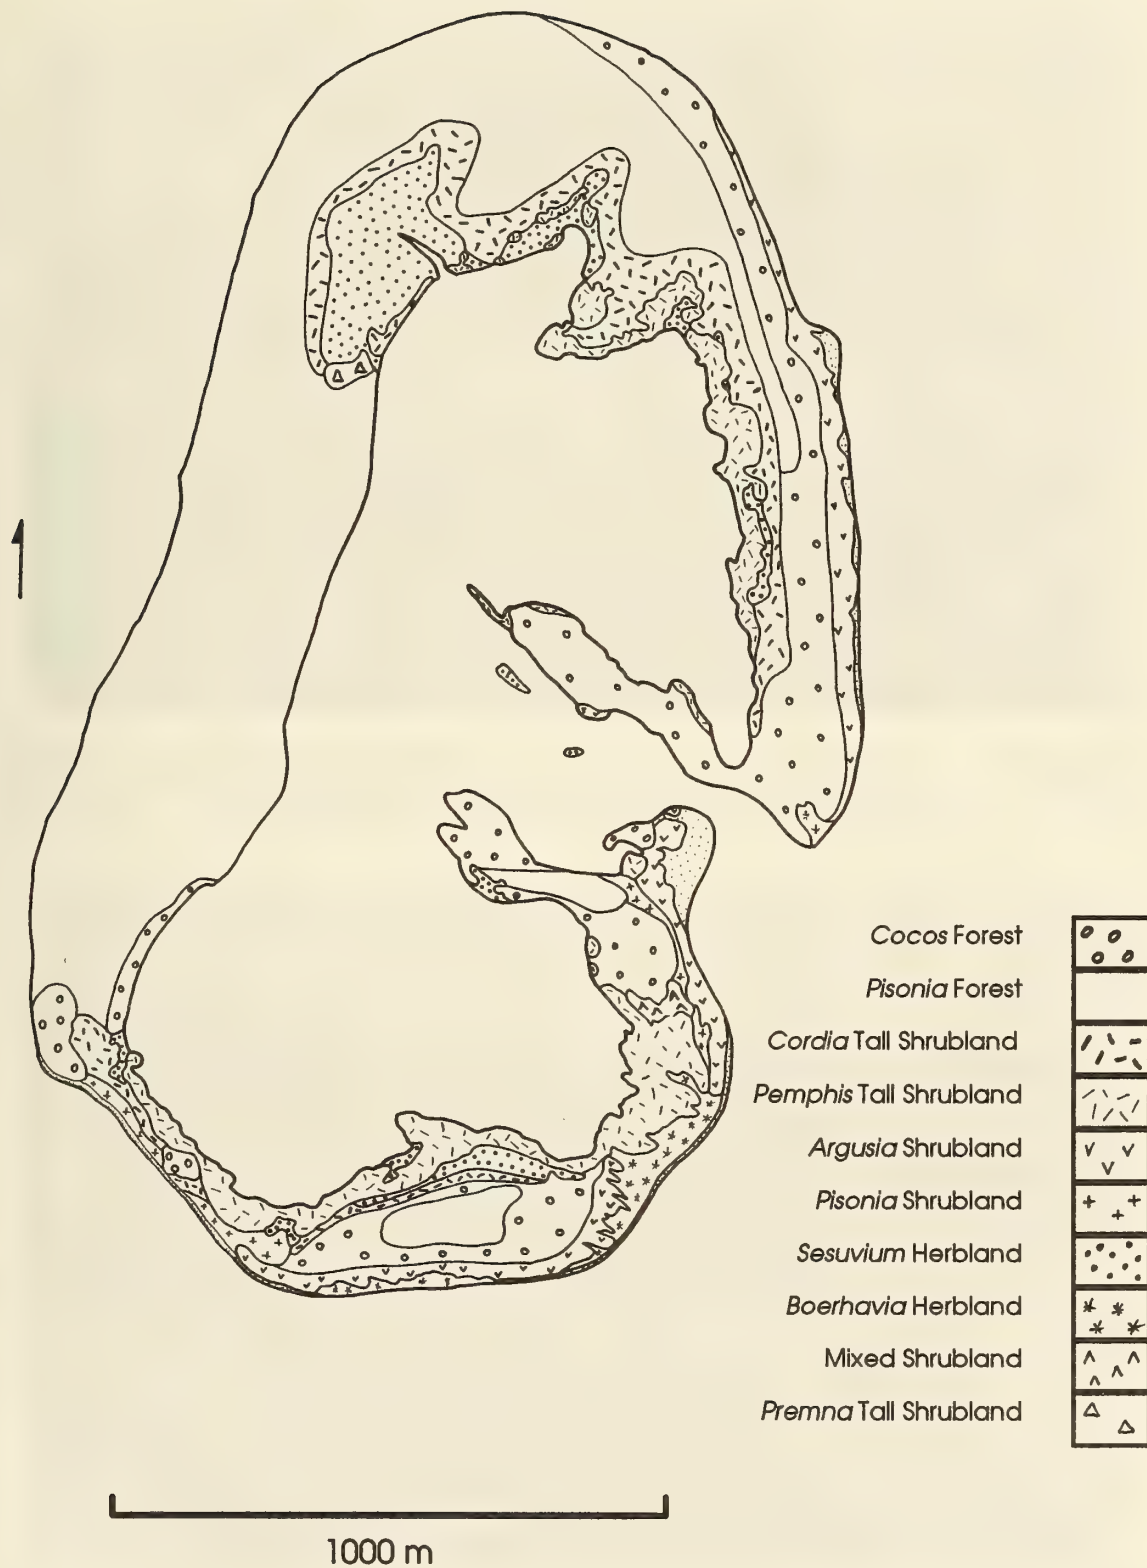 Cocos Forest
Pisonia Forest
Cordia Tall Shrubland
Pemphis Tall Shrubland
Argusia Shrubland
Pisonia Shrubland
Sesuvium Herbland
Boerhavia Herbland
Mixed Shrubland
Premna Tall Shrubland
1000 m